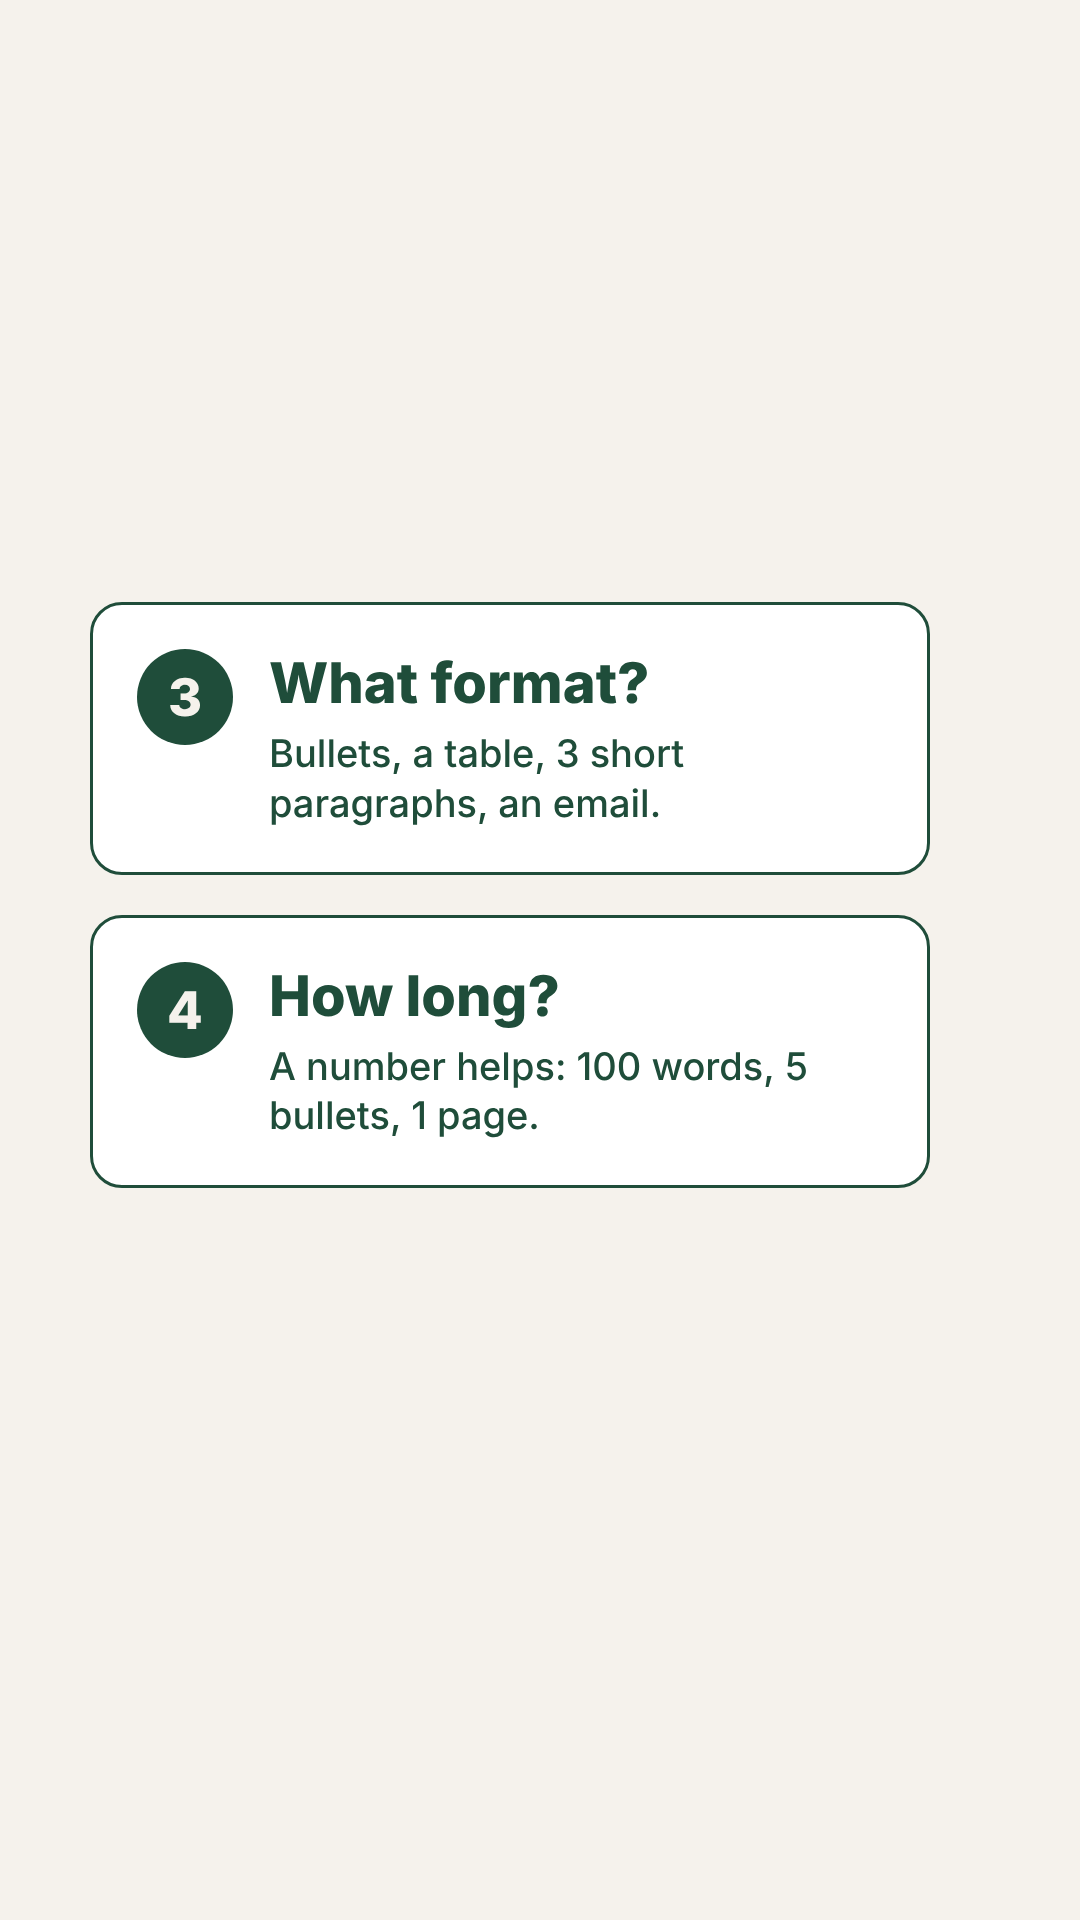 3
What format?
Bullets, a table, 3 short
paragraphs, an email.
4
How long?
A number helps: 100 words, 5
bullets, 1 page.